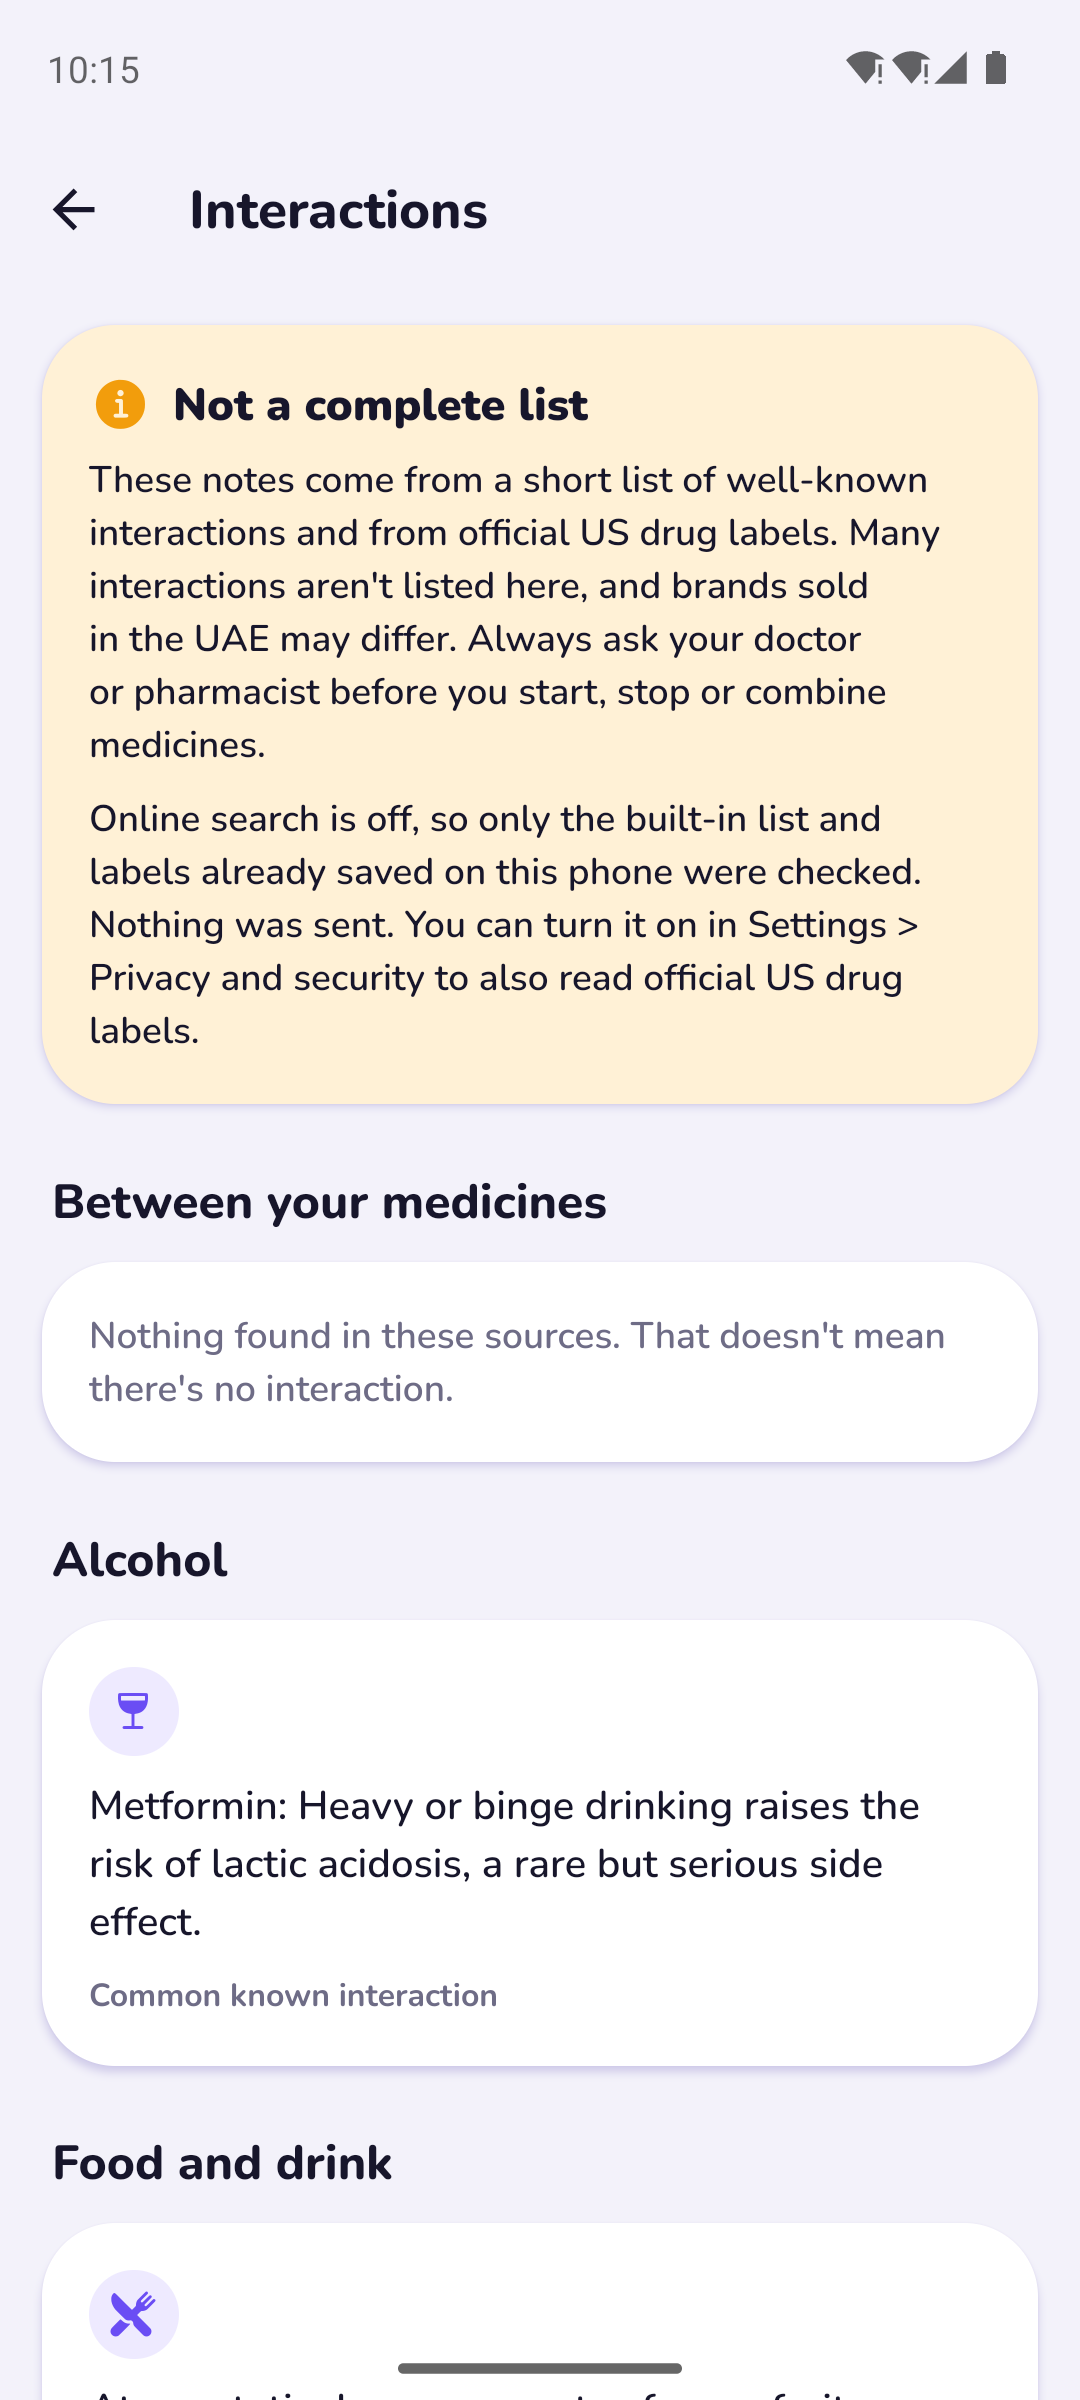 10:15
Interactions
Not a complete list
These notes come from a short list of well-known
interactions and from official US drug labels. Many
interactions aren't listed here, and brands sold
in the UAE may differ. Always ask your doctor
or pharmacist before you start, stop or combine
medicines.
Online search is off, so only the built-in list and
labels already saved on this phone were checked.
Nothing was sent. You can turn it on in Settings >
Privacy and security to also read official US drug
labels.
Between your medicines
Nothing found in these sources. That doesn't mean
there's no interaction.
Alcohol
Metformin: Heavy or binge drinking raises the
risk of lactic acidosis, a rare but serious side
effect.
Common known interaction
Food and drink